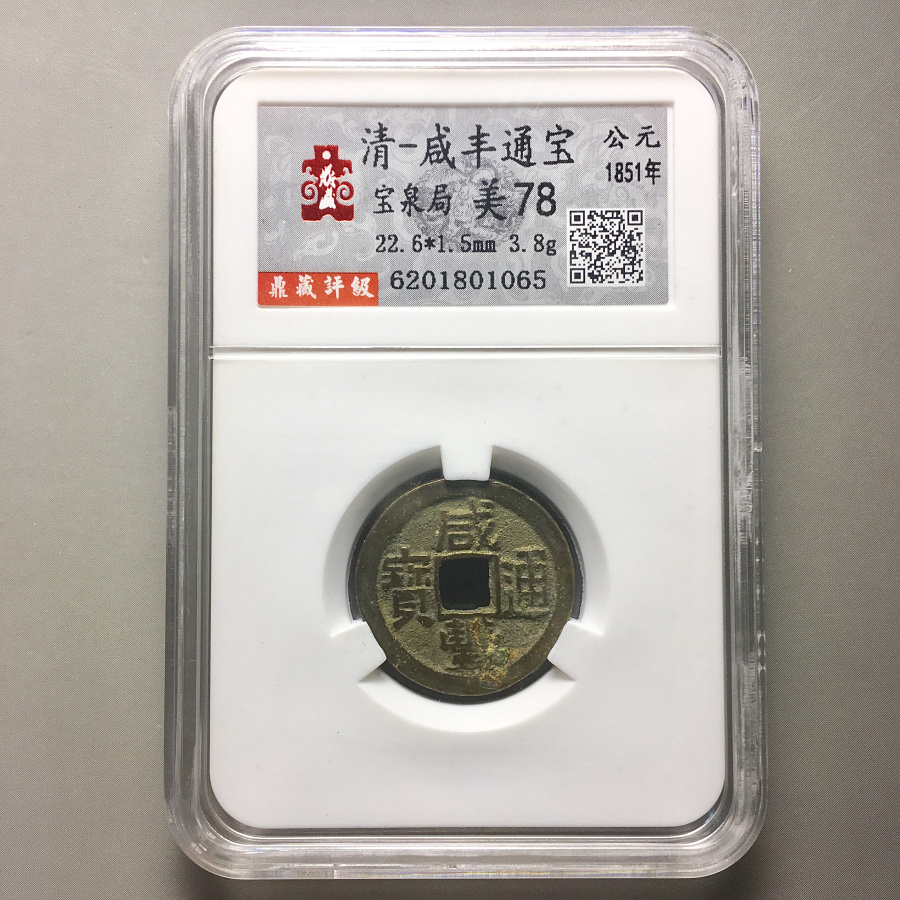 清-咸丰通宝
公元
1851年
宝泉局 美78
22.6*1.5mm 3.8g
鼎藏評級 6201801065
咸豐通寶